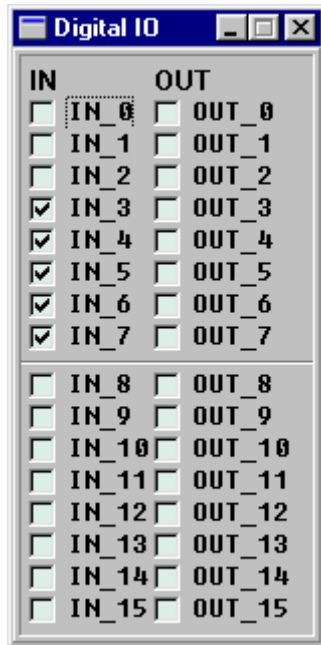 Digital IO
IN OUT
IN_0 OUT_0
IN_1 OUT_1
IN_2 OUT_2
IN_3 OUT_3
IN_4 OUT_4
IN_5 OUT_5
IN_6 OUT_6
IN_7 OUT_7
IN_8 OUT_8
IN_9 OUT_9
IN_10 OUT_10
IN_11 OUT_11
IN_12 OUT_12
IN_13 OUT_13
IN_14 OUT_14
IN_15 OUT_15